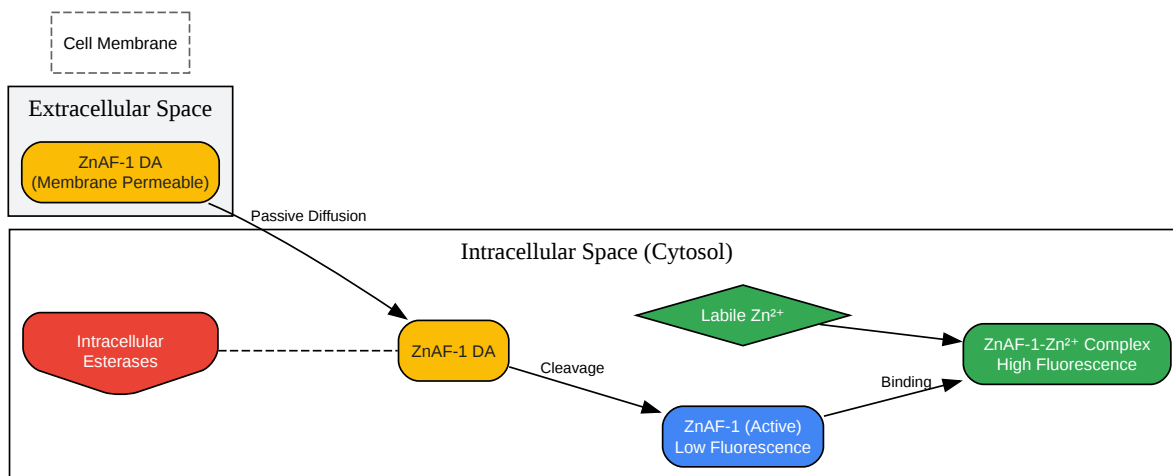 Cell Membrane
Extracellular Space
ZnAF-1 DA
(Membrane Permeable)
Passive Diffusion
Intracellular Space (Cytosol)
Intracellular
Esterases
ZnAF-1 DA
Cleavage
Labile Zn²⁺
ZnAF-1 (Active)
Low Fluorescence
Binding
ZnAF-1-Zn²⁺ Complex
High Fluorescence